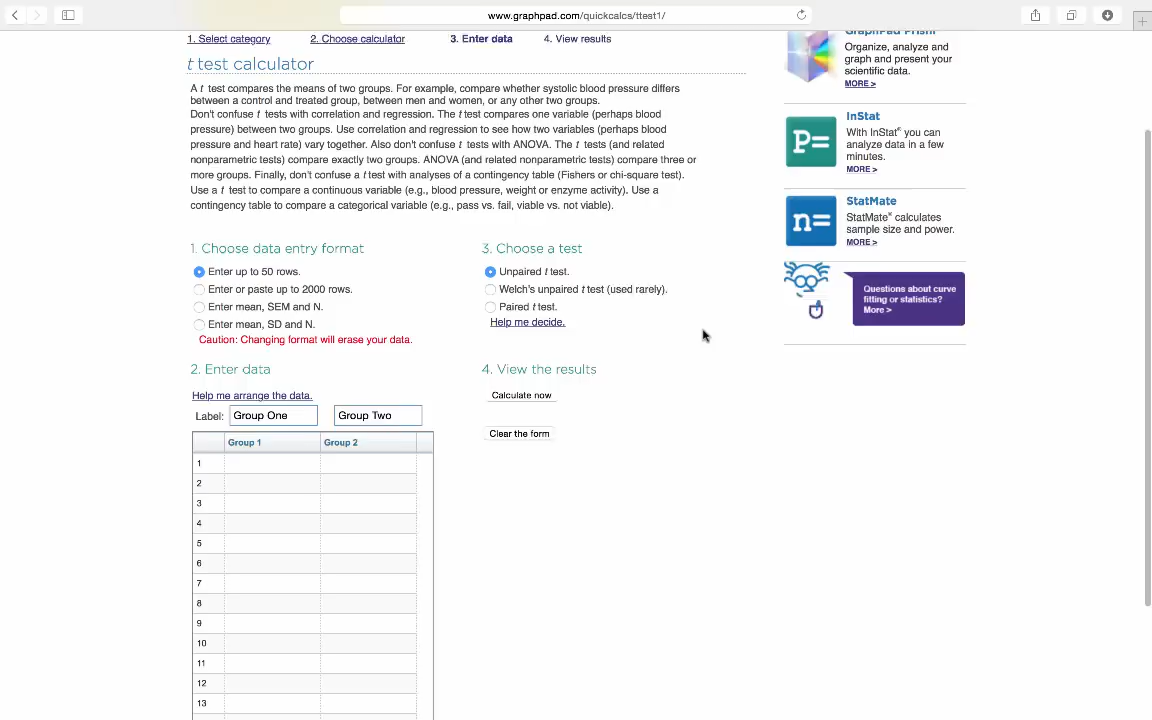 www.graphpad.com/quickcalcs/ttest1/
1. Select category 2. Choose calculator 3. Enter data 4. View results
t test calculator
A t test compares the means of two groups. For example, compare whether systolic blood pressure differs
between a control and treated group, between men and women, or any other two groups.
Don't confuse t tests with correlation and regression. The t test compares one variable (perhaps blood
pressure) between two groups. Use correlation and regression to see how two variables (perhaps blood
pressure and heart rate) vary together. Also don't confuse t tests with ANOVA. The t tests (and related
nonparametric tests) compare exactly two groups. ANOVA (and related nonparametric tests) compare three or
more groups. Finally, don't confuse a t test with analyses of a contingency table (Fishers or chi-square test).
Use a t test to compare a continuous variable (e.g., blood pressure, weight or enzyme activity). Use a
contingency table to compare a categorical variable (e.g., pass vs. fail, viable vs. not viable).
1. Choose data entry format
Enter up to 50 rows.
Enter or paste up to 2000 rows.
Enter mean, SEM and N.
Enter mean, SD and N.
Caution: Changing format will erase your data.
3. Choose a test
Unpaired t test.
Welch's unpaired t test (used rarely).
Paired t test.
Help me decide.
2. Enter data
Help me arrange the data.
Label: Group One Group Two
Group 1 Group 2
1
2
3
4
5
6
7
8
9
10
11
12
13
4. View the results
Calculate now
Clear the form
GraphPad Prism
Organize, analyze and
graph and present your
scientific data.
MORE >
P=
InStat
With InStat® you can
analyze data in a few
minutes.
MORE >
n=
StatMate
StatMate® calculates
sample size and power.
MORE >
Questions about curve
fitting or statistics?
More >